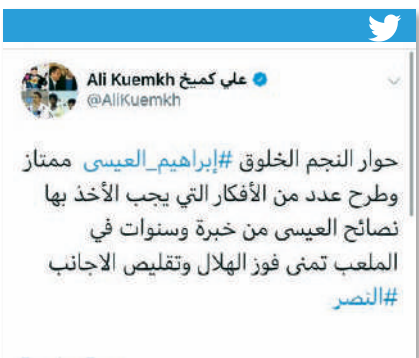 Ali Kuemkh علي كميخ
@AliKuemkh
حوار النجم الخلوق #إبراهيم_العيسى ممتاز
وطرح عدد من الأفكار التي يجب الأخذ بها
نصائح العيسى من خبرة وسنوات في
الملعب تمنى فوز الهلال وتقليص الاجانب
#النصر